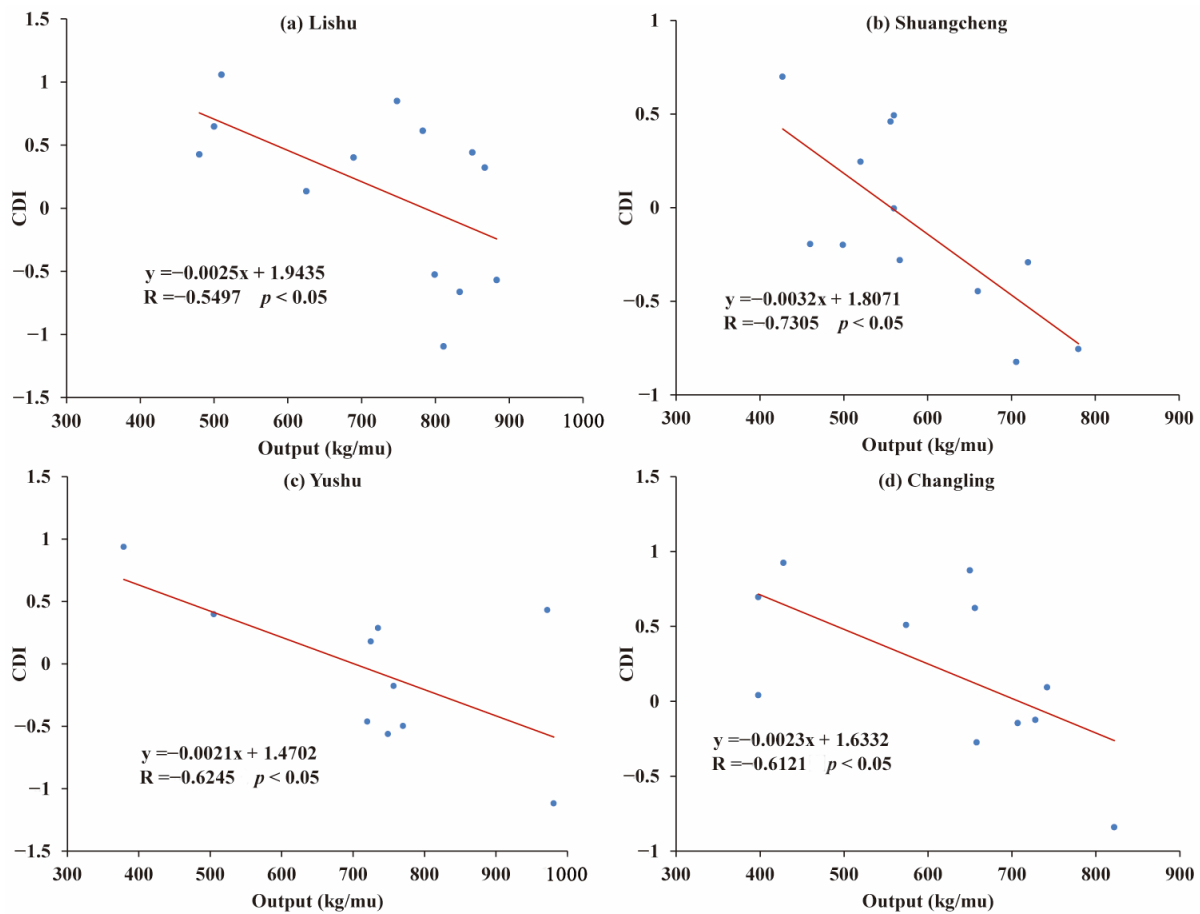 (a) Lishu
1.5
1
0.5
0
−0.5
−1
−1.5
CDI
y =−0.0025x + 1.9435
R =−0.5497 p < 0.05
300 400 500 600 700 800 900 1000
Output (kg/mu)
(b) Shuangcheng
1
0.5
0
−0.5
−1
CDI
y =−0.0032x + 1.8071
R =−0.7305 p < 0.05
300 400 500 600 700 800 900
Output (kg/mu)
(c) Yushu
1.5
1
0.5
0
−0.5
−1
−1.5
CDI
y =−0.0021x + 1.4702
R =−0.6245 p < 0.05
300 400 500 600 700 800 900 1000
Output (kg/mu)
(d) Changling
1.5
1
0.5
0
−0.5
−1
CDI
y =−0.0023x + 1.6332
R =−0.6121 p < 0.05
300 400 500 600 700 800 900
Output (kg/mu)